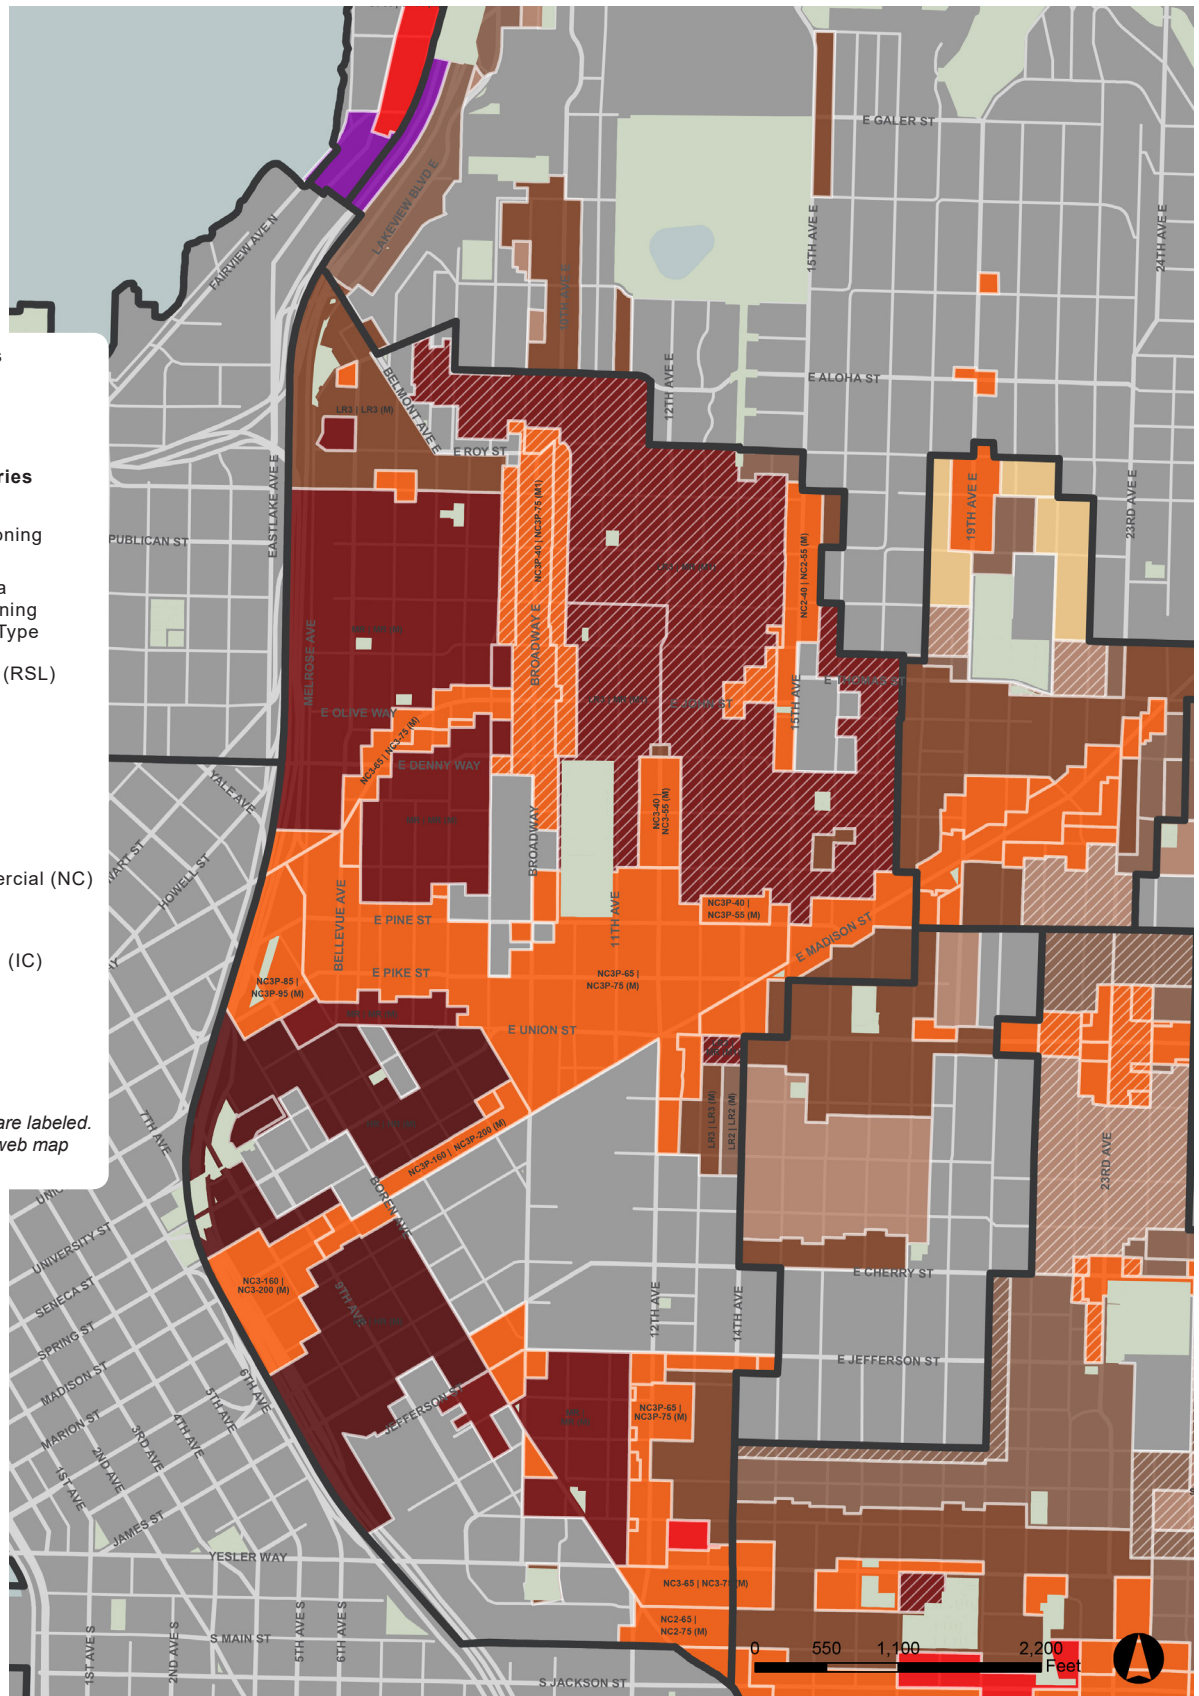 E GALER ST
LAKEVIEW BLVD E
FAIRVIEW AVE N
15TH AVE E
24TH AVE E
s
12TH AVE E
E ALOHA ST
BELMONT AVE E
LR3 | LR3 (M)
E ROY ST
ries
EASTLAKE AVE E
NC3P-40 | NC3P-75 (M1)
19TH AVE E
23RD AVE E
oning
PUBLICAN ST
NC2-40 | NC2-55 (M)
a
ning
Type
(RSL)
MELROSE AVE
BROADWAY E
E THOMAS ST
E OLIVE WAY
E JOHN ST
15TH AVE
NC3-65 | NC3-75 (M)
E DENNY WAY
YALE AVE
NC3-40 |
NC3-55 (M)
BROADWAY
WART ST
HOWELL ST
ercial (NC)
BELLEVUE AVE
E PINE ST
11TH AVE
NC3P-40 |
NC3P-55 (M)
E MADISON ST
AY
(IC)
E PIKE ST
NC3P-85 |
NC3P-95 (M)
NC3P-65 |
NC3P-75 (M)
E UNION ST
LR3 | LR3 (M)
LR2 | LR2 (M)
are labeled.
web map
7TH AVE
NC3P-160 | NC3P-200 (M)
23RD AVE
UNIO
BOREN AVE
UNIVERSITY ST
SENECA ST
NC3-160 |
NC3-200 (M)
E CHERRY ST
9TH AVE
12TH AVE
14TH AVE
SPRING ST
MADISON ST
6TH AVE
E JEFFERSON ST
5TH AVE
JEFFERSON ST
NC3P-65 |
NC3P-75 (M)
MARION ST
4TH AVE
3RD AVE
2ND AVE
1ST AVE
JAMES ST
YESLER WAY
NC3-65 | NC3-75 (M)
NC2-65 |
NC2-75 (M)
1ST AVE S
2ND AVE S
S MAIN ST
5TH AVE S
6TH AVE S
S JACKSON ST
0 550 1,100 2,200
Feet